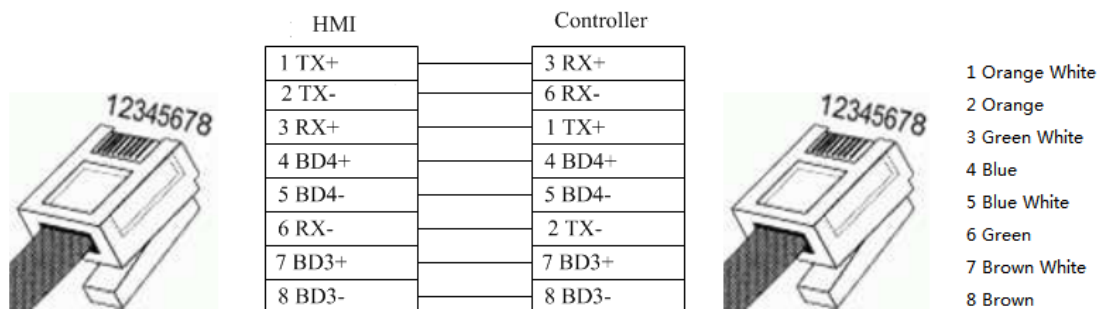 HMI
Controller
1 TX+
3 RX+
2 TX-
6 RX-
3 RX+
1 TX+
4 BD4+
4 BD4+
5 BD4-
5 BD4-
6 RX-
2 TX-
7 BD3+
7 BD3+
8 BD3-
8 BD3-
12345678
12345678
1 Orange White
2 Orange
3 Green White
4 Blue
5 Blue White
6 Green
7 Brown White
8 Brown